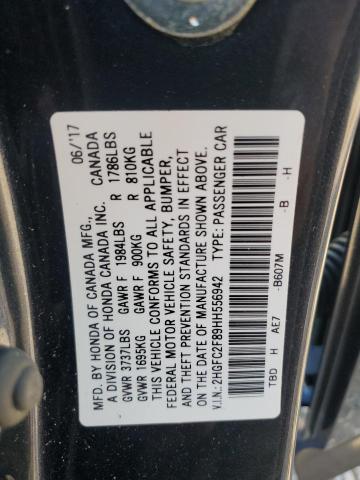 MFD. BY HONDA OF CANADA MFG., 06/'17
A DIVISION OF HONDA CANADA INC. CANADA
GVWR 3737LBS GAWR F 1984LBS R 1786LBS
GVWR 1695KG GAWR F 900KG R 810KG
THIS VEHICLE CONFORMS TO ALL APPLICABLE
FEDERAL MOTOR VEHICLE SAFETY, BUMPER,
AND THEFT PREVENTION STANDARDS IN EFFECT
ON THE DATE OF MANUFACTURE SHOWN ABOVE.
V.I.N.: 2HGFC2F89HH556942 TYPE: PASSENGER CAR
TBD H AE7 -B607M -B -H